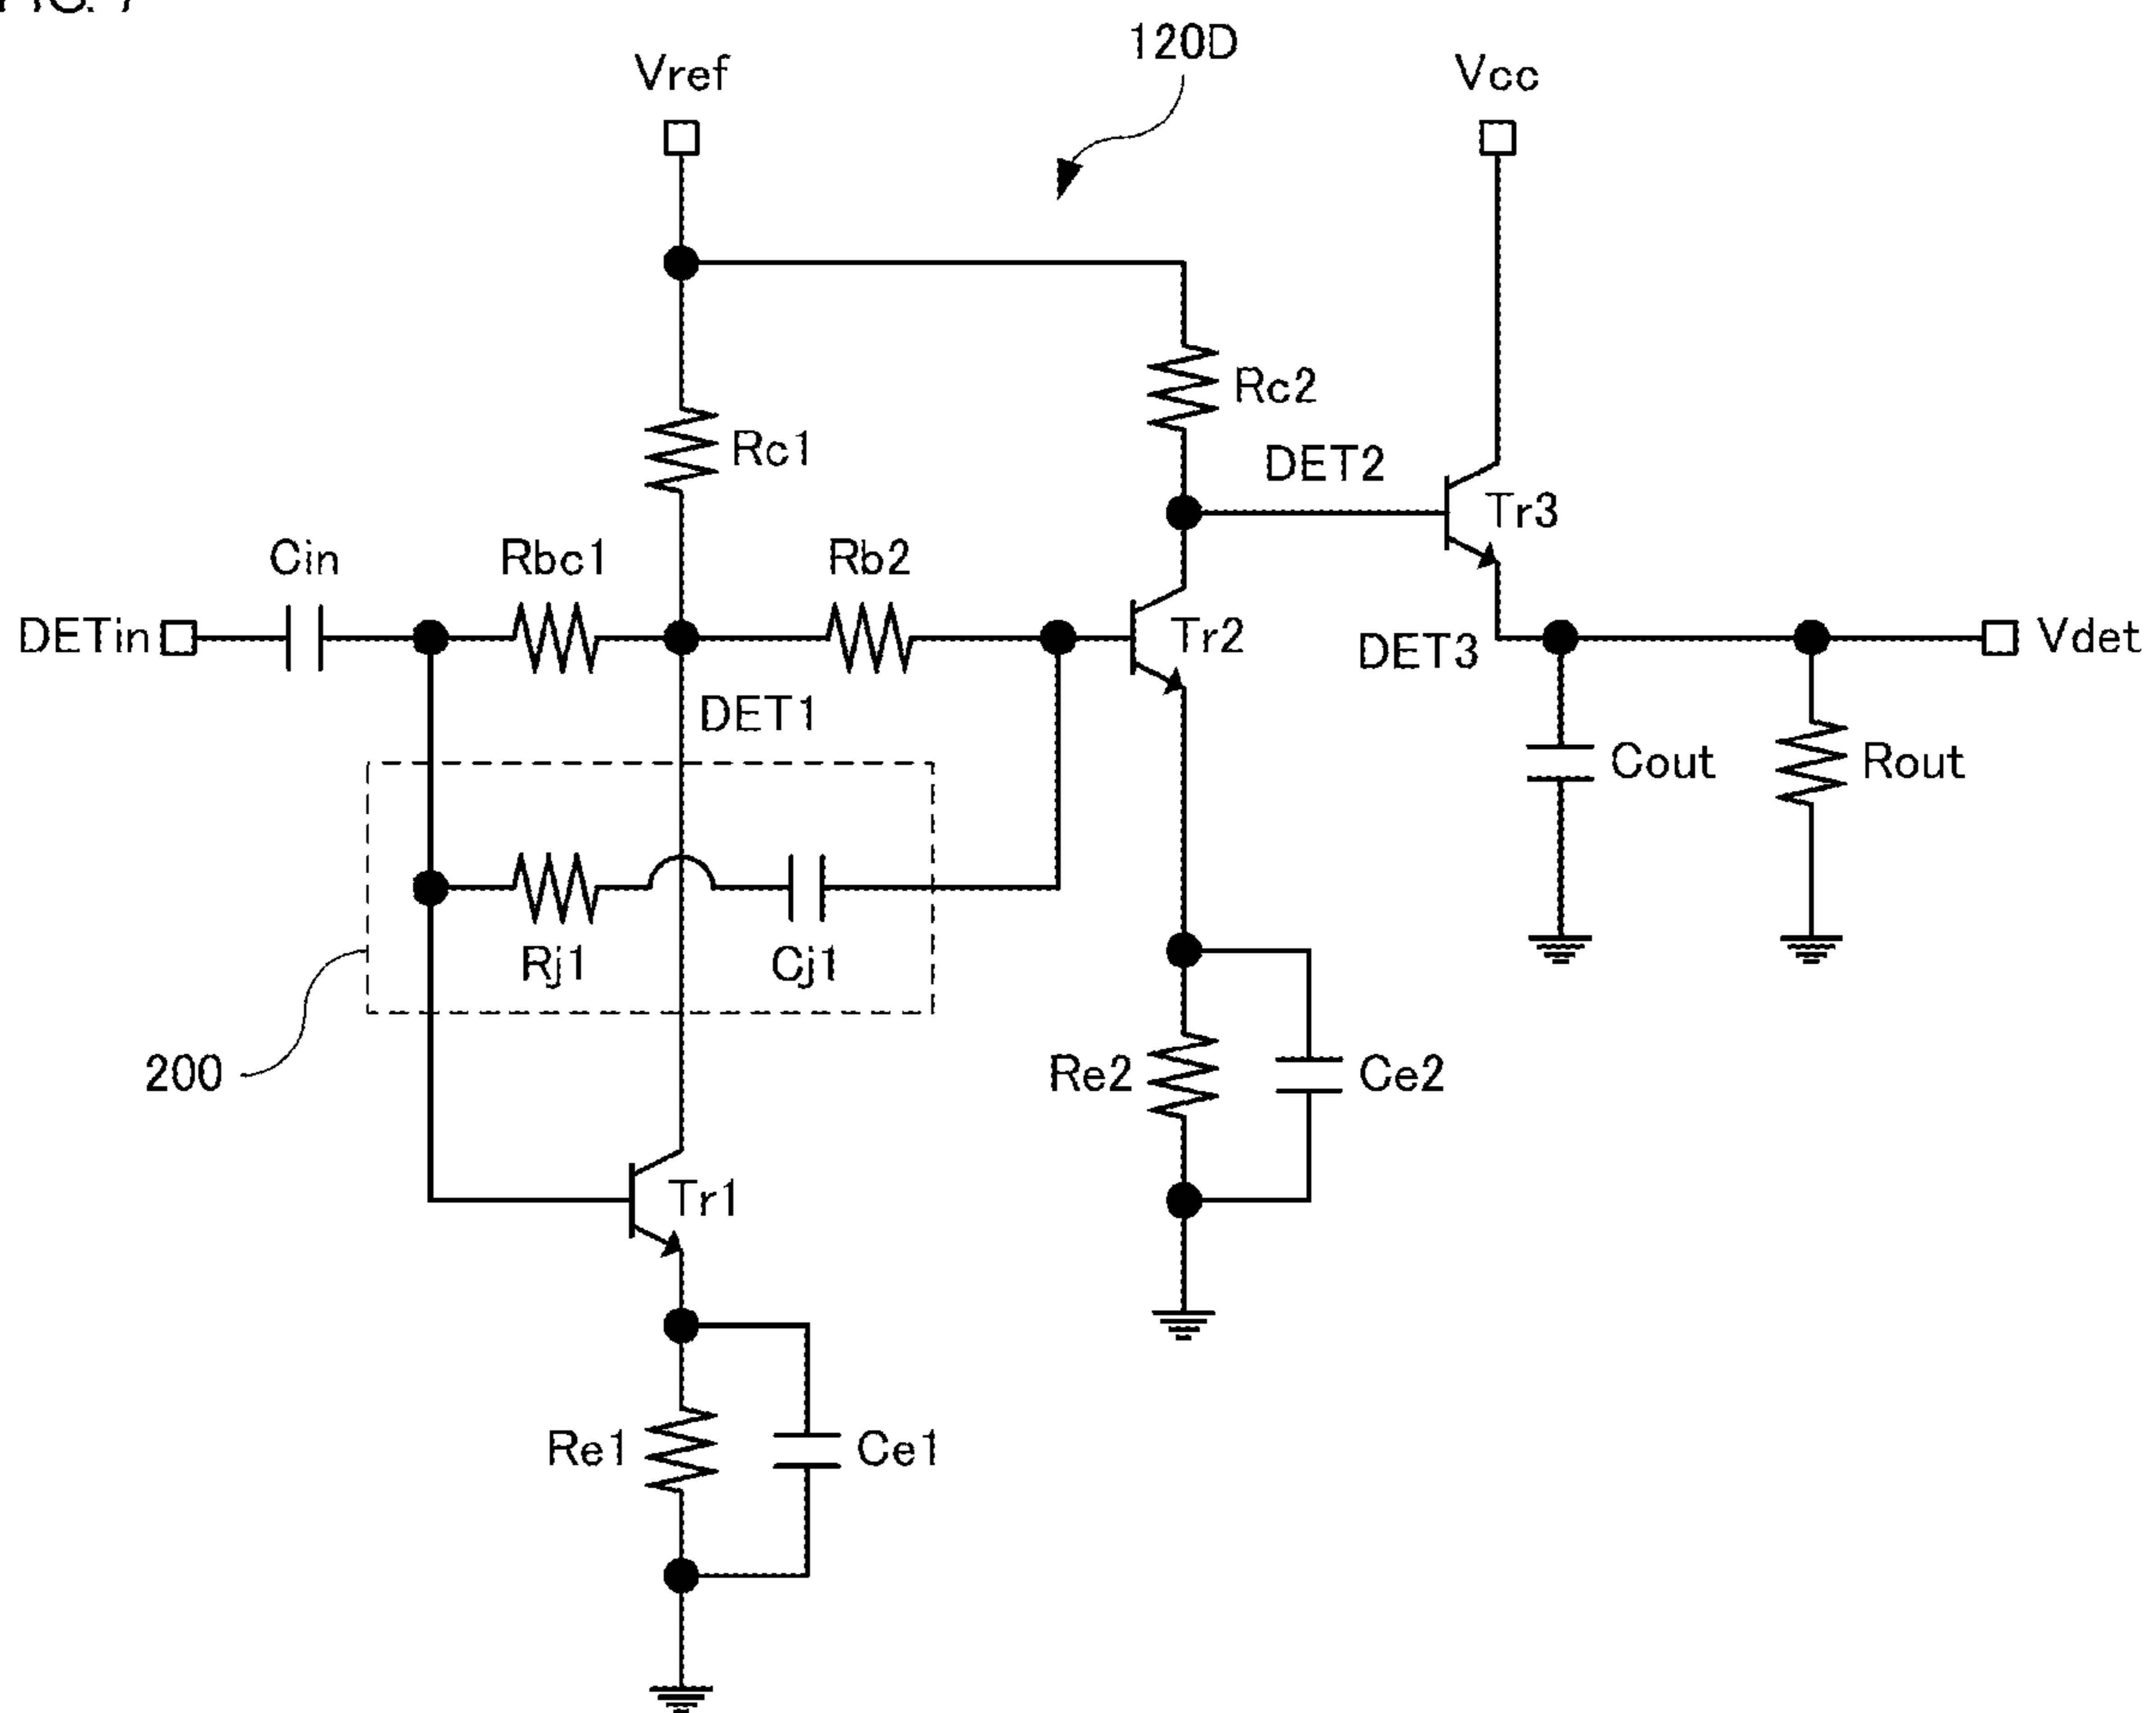 120D
Vref
Vcc
Rc2
Rc1
DET2
Tr3
Cin
Rbc1
Rb2
DETin
Tr2
DET3
Vdet
DET1
Cout
Rout
Rj1
Cj1
200
Re2
Ce2
Tr1
Re1
Ce1